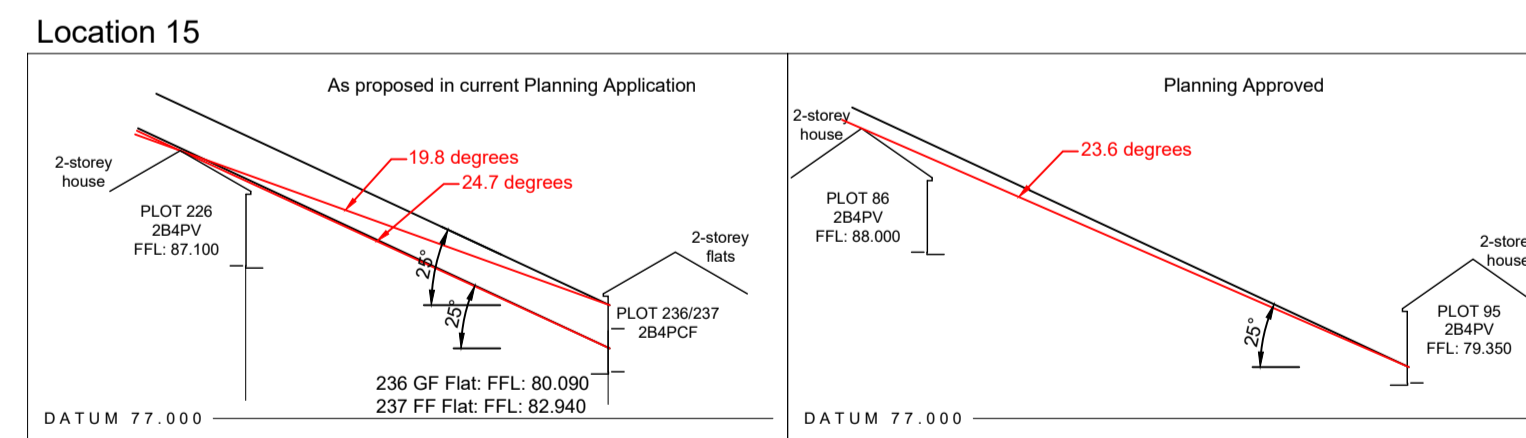 Location 15
As proposed in current Planning Application
2-storey
house
19.8 degrees
24.7 degrees
PLOT 226
2B4PV
FFL: 87.100
2-storey
flats
25°
25°
PLOT 236/237
2B4PCF
236 GF Flat: FFL: 80.090
237 FF Flat: FFL: 82.940
DATUM 77.000
Planning Approved
2-storey
house
23.6 degrees
PLOT 86
2B4PV
FFL: 88.000
2-store
house
25°
PLOT 95
2B4PV
FFL: 79.350
DATUM 77.000